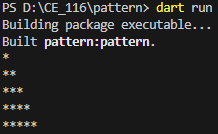 PS D:\CE_116\pattern> dart run
Building package executable...
Built pattern:pattern.
*
**
***
****
*****